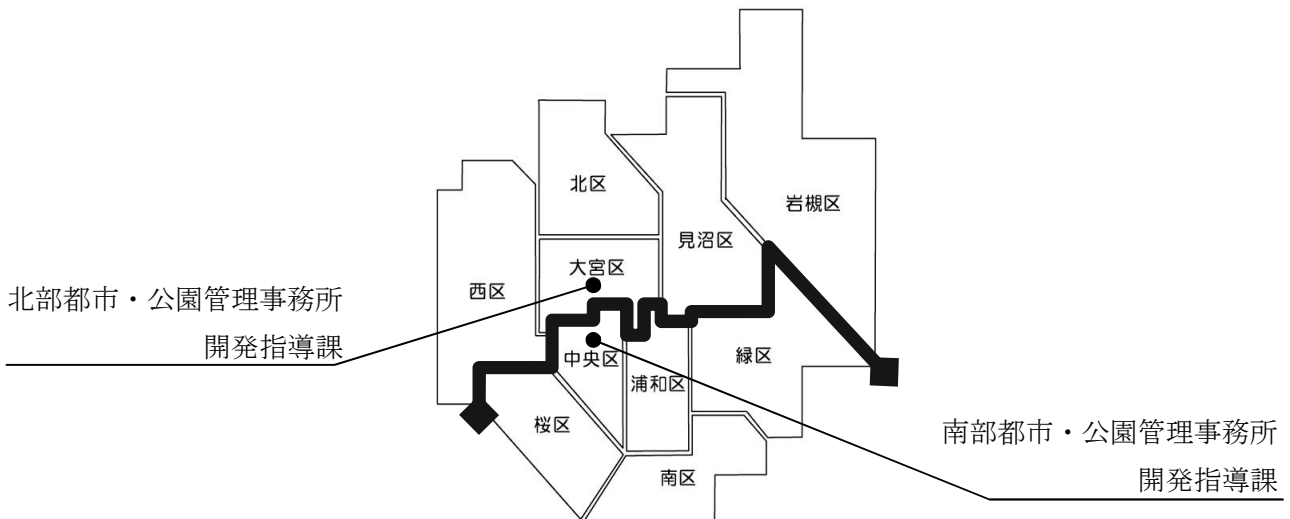 北区
岩槻区
見沼区
大宮区
西区
北部都市・公園管理事務所
開発指導課
中央区
緑区
浦和区
桜区
南部都市・公園管理事務所
開発指導課
南区